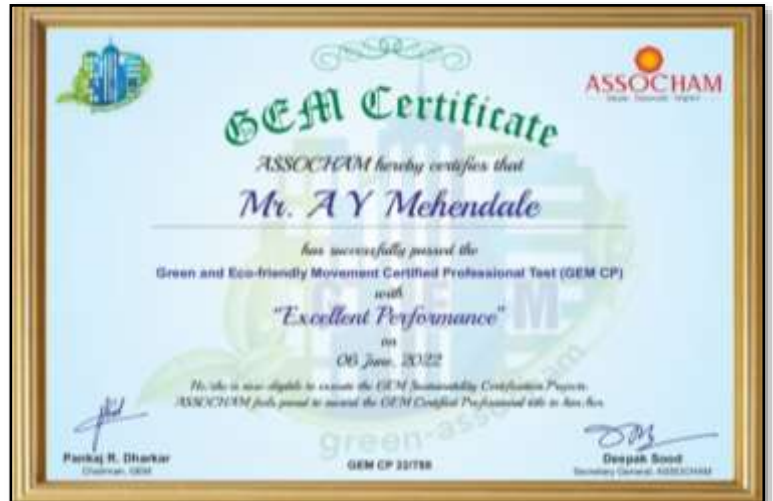 ASSOCHAM
GEM Certificate
ASSOCHAM hereby certifies that
Mr. A Y Mehendale
has successfully passed the
Green and Eco-friendly Movement Certified Professional Test (GEM CP)
with
"Excellent Performance"
on
06 June, 2022
He/she is now eligible to execute the GEM Sustainability Certification Projects.
ASSOCHAM feels proud to award the GEM Certified Professional title to him/her.
GEM
green-assocham
Pankaj R. Dharkar
Chairman, GEM
GEM CP 22/788
Deepak Sood
Secretary General, ASSOCHAM